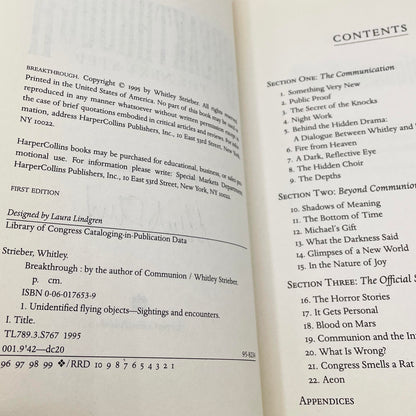 BREAKTHROUGH. Copyright © 1995 by Whitley Strieber. All rights reserved.
Printed in the United States of America. No part of this book may be used or
reproduced in any manner whatsoever without written permission except in
the case of brief quotations embodied in critical articles and reviews. For infor-
mation, address HarperCollins Publishers, Inc., 10 East 53rd Street, New York,
NY 10022.
HarperCollins books may be purchased for educational, business, or sales pro-
motional use. For information please write: Special Markets Department,
HarperCollins Publishers, Inc., 10 East 53rd Street, New York, NY 10022.
FIRST EDITION
Designed by Laura Lindgren
Library of Congress Cataloging-in-Publication Data
Strieber, Whitley.
Breakthrough : by the author of Communion / Whitley Strieber.
p. cm.
ISBN 0-06-017653-9
1. Unidentified flying objects—Sightings and encounters.
I. Title.
TL789.3.S767 1995
001.9'42—dc20
95-8234
96 97 98 99 ❖/RRD 10 9 8 7 6 5 4 3 2 1
CONTENTS
SECTION ONE: The Communication
1. Something Very New
2. Public Proof
3. The Secret of the Knocks
4. Night Work
5. Behind the Hidden Drama:
A Dialogue Between Whitley and
6. Fire from Heaven
7. A Dark, Reflective Eye
8. The Hidden Choir
9. The Depths
SECTION TWO: Beyond Communion
10. Shadows of Meaning
11. The Bottom of Time
12. Michael's Gift
13. What the Darkness Said
14. Glimpses of a New World
15. In the Nature of Joy
SECTION THREE: The Official
16. The Horror Stories
17. It Gets Personal
18. Blood on Mars
19. Communion and the
20. What Is Wrong?
21. Congress Smells a Rat
22. Aeon
APPENDICES